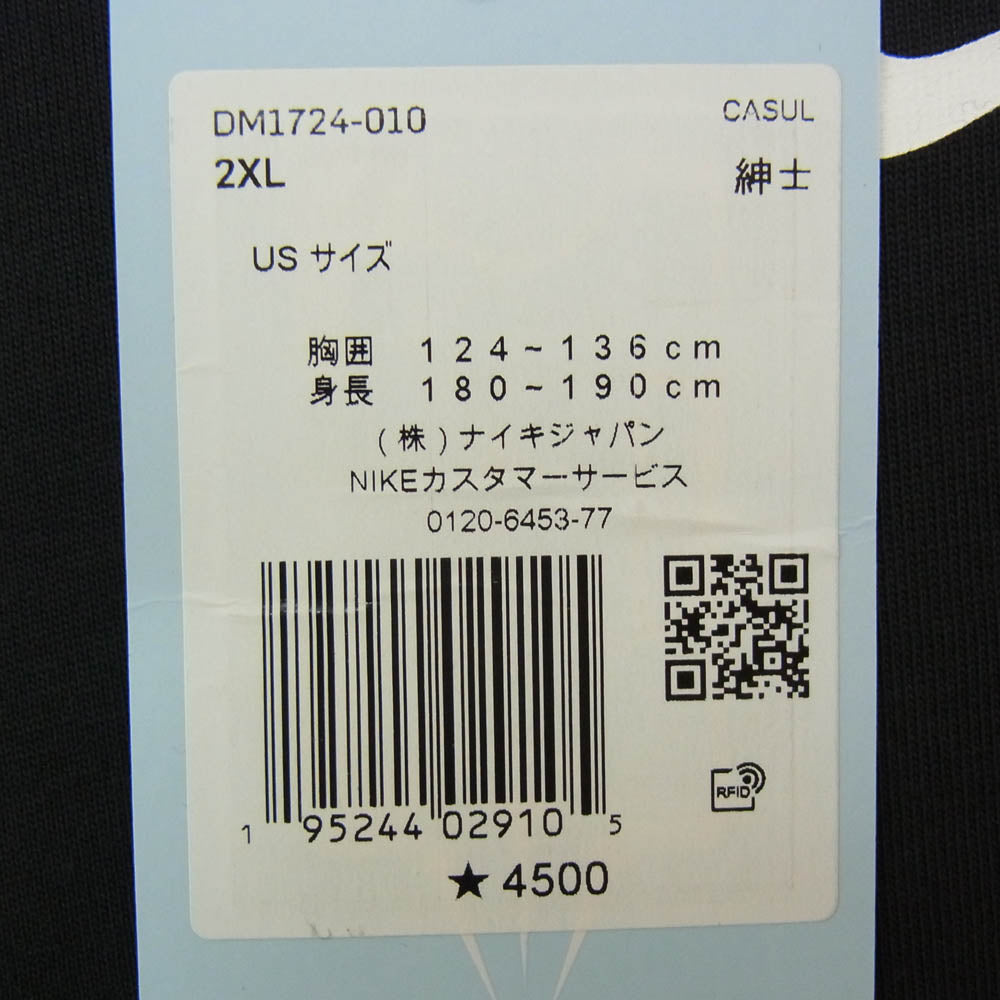 DM1724-010
CASUL
2XL
紳士
US サイズ
胸囲 124~136cm
身長 180~190cm
(株)ナイキジャパン
NIKEカスタマーサービス
0120-6453-77
1 95244 02910 5
RFID
★4500